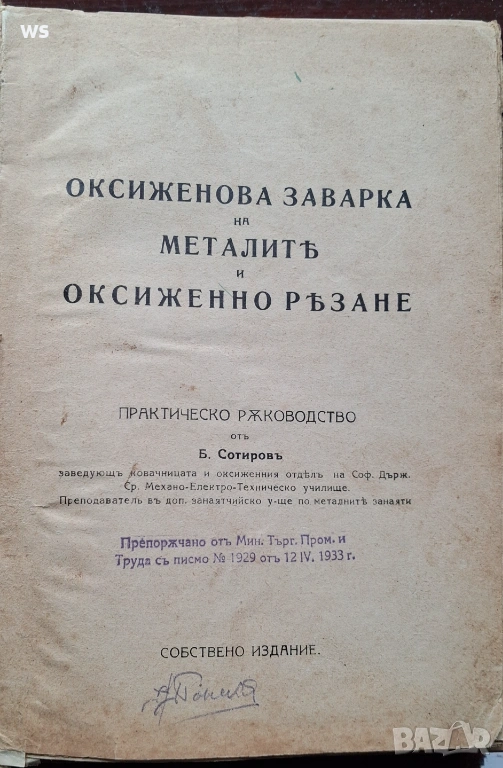 ws
ОКСИЖЕНОВА ЗАВАРКА
на
МЕТАЛИТѢ
и
ОКСИЖЕННО РѢЗАНЕ
ПРАКТИЧЕСКО РѪКОВОДСТВО
отъ
Б. Сотировъ
заведующъ ковачницата и оксижения отдѣлъ на Соф. Държ.
Ср. Механо-Електро-Техническо училище.
Преподаватель въ доп. занаятчийско у-ще по металнитѣ занаяти
Препорѫчано отъ Мин. Търг. Пром. и
Труда съ писмо № 1929 отъ 12 IV. 1933 г.
СОБСТВЕНО ИЗДАНИЕ.
BAZAR